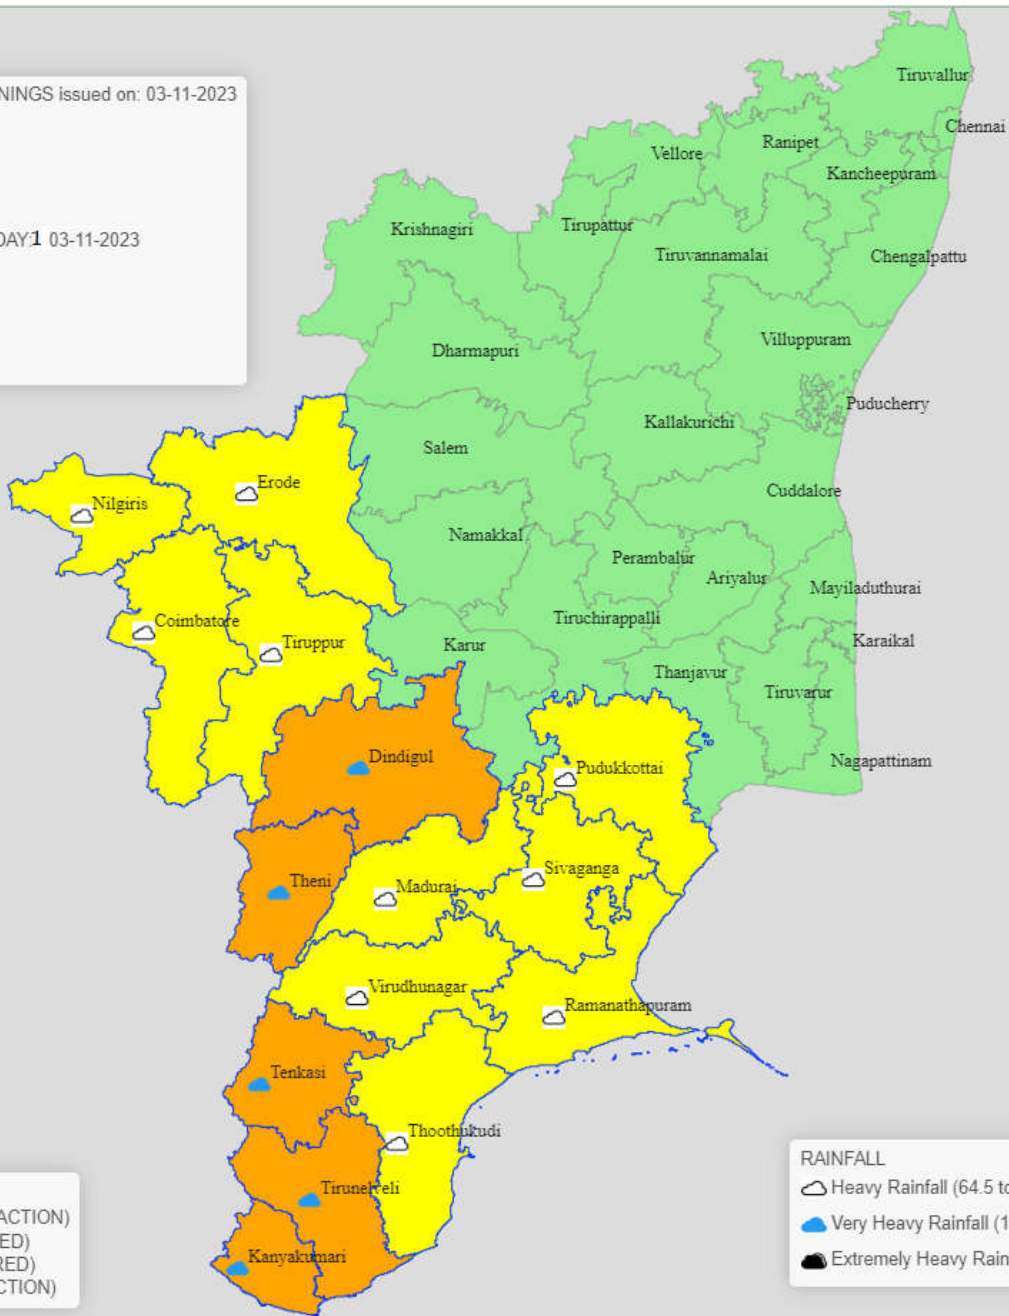 NINGS issued on: 03-11-2023
DAY:1 03-11-2023
Tiruvallur
Chennai
Ranipet
Vellore
Kancheepuram
Krishnagiri
Tirupattur
Tiruvannamalai
Chengalpattu
Villuppuram
Dharmapuri
Puducherry
Kallakurichi
Salem
Erode
Cuddalore
Nilgiris
Namakkal
Perambalur
Ariyalur
Mayiladuthurai
Coimbatore
Tiruchirappalli
Tiruppur
Karur
Karaikal
Thanjavur
Tiruvarur
Dindigul
Pudukkottai
Nagapattinam
Theni
Madurai
Sivaganga
Virudhunagar
Ramanathapuram
Tenkasi
Thoothukudi
Tirunelveli
Kanyakumari
ACTION)
ED)
RED)
CTION)
RAINFALL
Heavy Rainfall (64.5 to
Very Heavy Rainfall (1
Extremely Heavy Rain